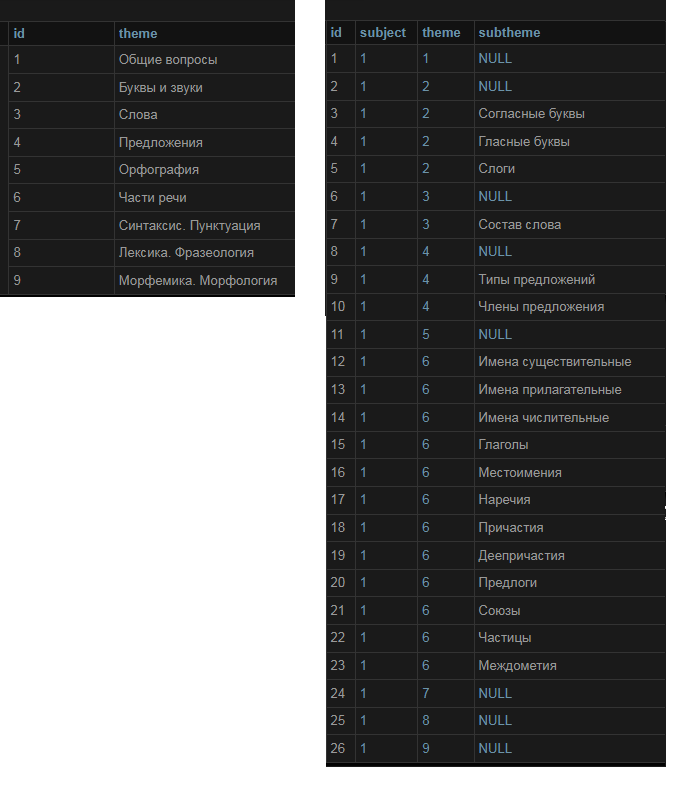 id theme
1 Общие вопросы
2 Буквы и звуки
3 Слова
4 Предложения
5 Орфография
6 Части речи
7 Синтаксис. Пунктуация
8 Лексика. Фразеология
9 Морфемика. Морфология
id subject theme subtheme
1 1 1 NULL
2 1 2 NULL
3 1 2 Согласные буквы
4 1 2 Гласные буквы
5 1 2 Слоги
6 1 3 NULL
7 1 3 Состав слова
8 1 4 NULL
9 1 4 Типы предложений
10 1 4 Члены предложения
11 1 5 NULL
12 1 6 Имена существительные
13 1 6 Имена прилагательные
14 1 6 Имена числительные
15 1 6 Глаголы
16 1 6 Местоимения
17 1 6 Наречия
18 1 6 Причастия
19 1 6 Деепричастия
20 1 6 Предлоги
21 1 6 Союзы
22 1 6 Частицы
23 1 6 Междометия
24 1 7 NULL
25 1 8 NULL
26 1 9 NULL